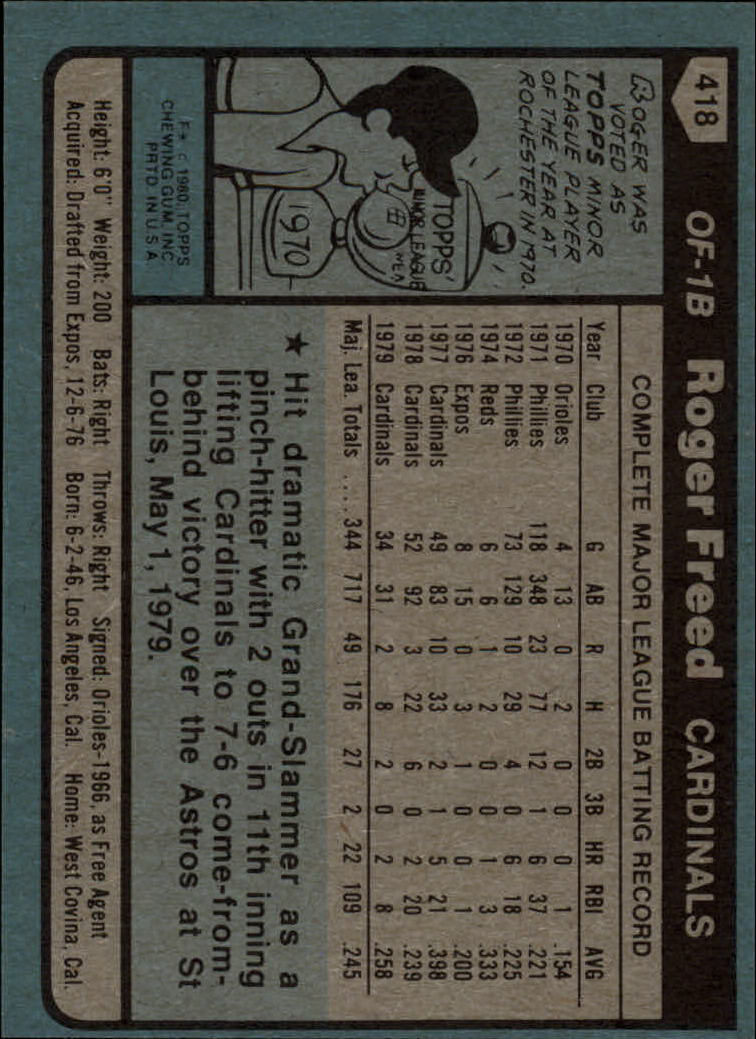 418
OF-1B Roger Freed CARDINALS
ROGER WAS
VOTED AS
TOPPS MINOR
LEAGUE PLAYER
OF THE YEAR AT
ROCHESTER IN 1970.
TOPPS'
MINOR LEAGUE
1970
F* © 1980, TOPPS
CHEWING GUM, INC.
PRTD. IN U.S.A.
COMPLETE MAJOR LEAGUE BATTING RECORD
Year Club G AB R H 2B 3B HR RBI AVG
1970 Orioles 4 13 0 2 0 0 0 1 .154
1971 Phillies 118 348 23 77 12 1 6 37 .221
1972 Phillies 73 129 10 29 4 0 6 18 .225
1974 Reds 6 6 1 2 0 0 1 3 .333
1976 Expos 8 15 0 3 1 0 0 1 .200
1977 Cardinals 49 83 10 33 2 1 5 21 .398
1978 Cardinals 52 92 3 22 6 0 2 20 .239
1979 Cardinals 34 31 2 8 2 0 2 8 .258
Maj. Lea. Totals .... 344 717 49 176 27 2 22 109 .245
★ Hit dramatic Grand-Slammer as a
pinch-hitter with 2 outs in 11th inning
lifting Cardinals to 7-6 come-from-
behind victory over the Astros at St
Louis, May 1, 1979.
Height: 6'0" Weight: 200 Bats: Right Throws: Right Signed: Orioles-1966, as Free Agent
Acquired: Drafted from Expos, 12-6-76 Born: 6-2-46, Los Angeles, Cal. Home: West Covina, Cal.